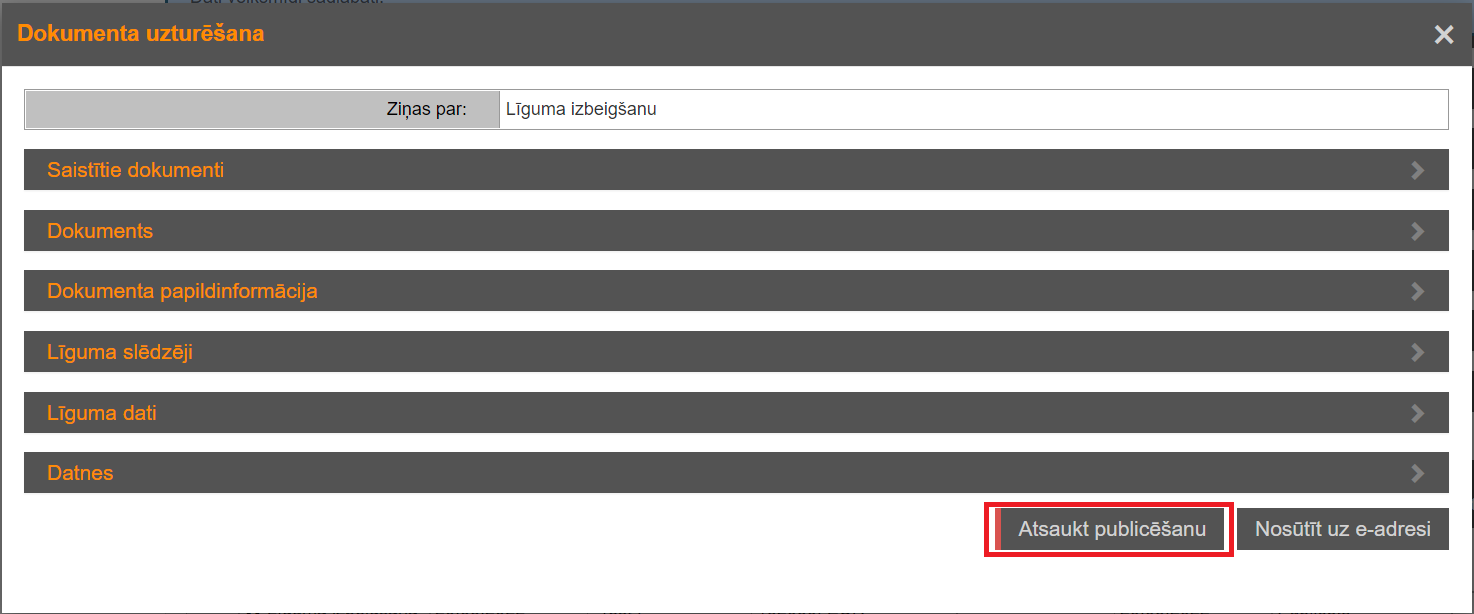 Dokumenta uzturēšana
Ziņas par: Līguma izbeigšanu
Saistītie dokumenti
Dokuments
Dokumenta papildinformācija
Līguma slēdzēji
Līguma dati
Datnes
Atsaukt publicēšanu Nosūtīt uz e-adresi